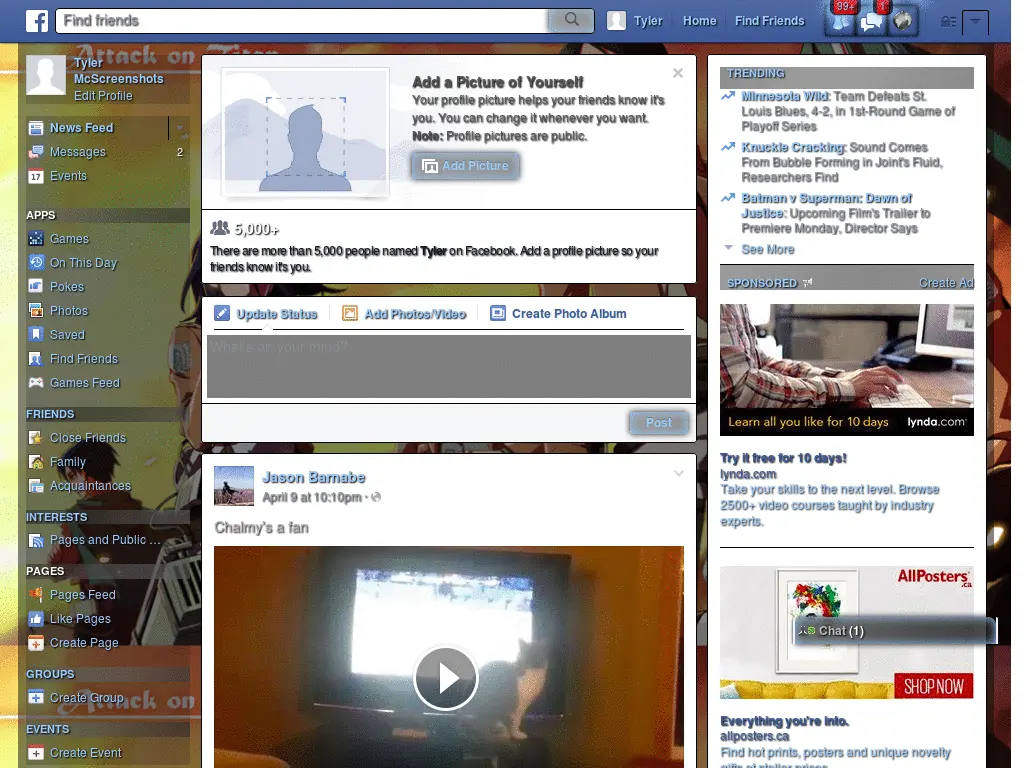 Find friends
Tyler
Home
Find Friends
99+
1
Attack on Titan
Tyler
McScreenshots
Edit Profile
News Feed
Messages
2
17
Events
APPS
Games
On This Day
Pokes
Photos
Saved
Find Friends
Games Feed
FRIENDS
Close Friends
Family
Acquaintances
INTERESTS
Pages and Public ...
PAGES
Pages Feed
Like Pages
Create Page
GROUPS
Create Group
Attack on
EVENTS
Create Event
Add a Picture of Yourself
Your profile picture helps your friends know it's
you. You can change it whenever you want.
Note: Profile pictures are public.
Add Picture
5,000+
There are more than 5,000 people named Tyler on Facebook. Add a profile picture so your
friends know it's you.
Update Status
Add Photos/Video
Create Photo Album
What's on your mind?
Post
Jason Barnabe
April 9 at 10:10pm ·
Chalmy's a fan
TRENDING
Minnesota Wild: Team Defeats St.
Louis Blues, 4-2, in 1st-Round Game of
Playoff Series
Knuckle Cracking: Sound Comes
From Bubble Forming in Joint's Fluid,
Researchers Find
Batman v Superman: Dawn of
Justice: Upcoming Film's Trailer to
Premiere Monday, Director Says
See More
SPONSORED
Create Ad
Learn all you like for 10 days
lynda.com
Try it free for 10 days!
lynda.com
Take your skills to the next level. Browse
2500+ video courses taught by industry
experts.
AllPosters.ca
Chat (1)
SHOP NOW
Everything you're into.
allposters.ca
Find hot prints, posters and unique novelty
gifts at stellar prices.